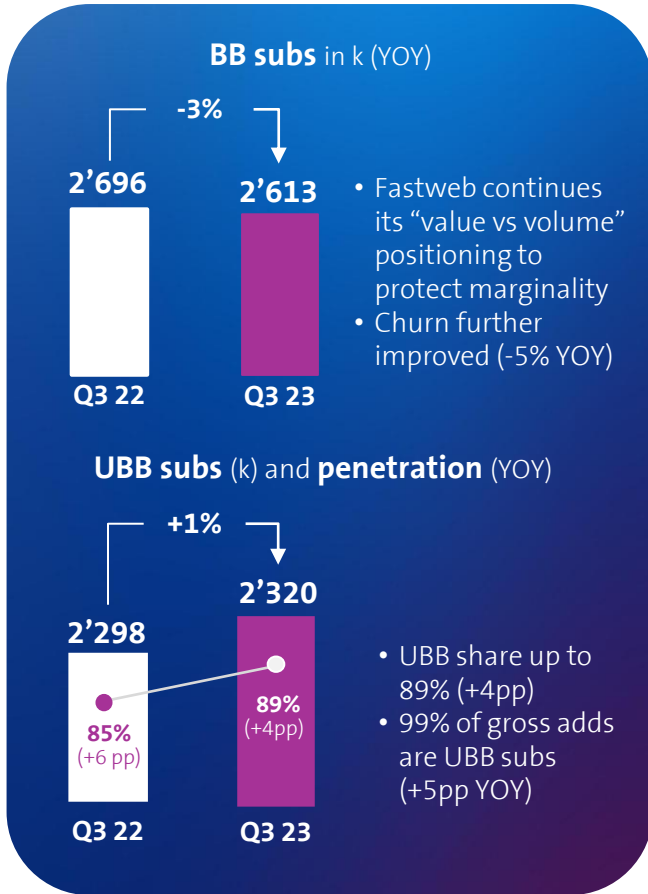 BB subs in k (YOY)
-3%
2’696
2’613
Q3 22
Q3 23
• Fastweb continues
its “value vs volume”
positioning to
protect marginality
• Churn further
improved (-5% YOY)
UBB subs (k) and penetration (YOY)
+1%
2’298
2’320
85%
(+6 pp)
89%
(+4pp)
Q3 22
Q3 23
• UBB share up to
89% (+4pp)
• 99% of gross adds
are UBB subs
(+5pp YOY)